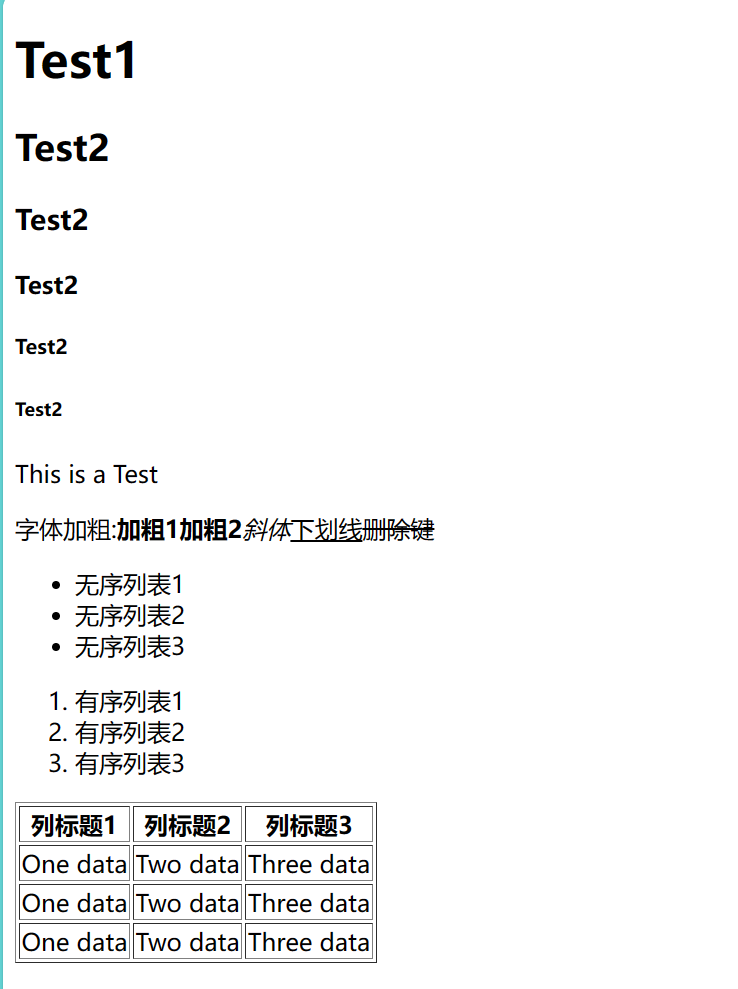 Test1
Test2
Test2
Test2
Test2
Test2
This is a Test
字体加粗:加粗1加粗2斜体下划线删除键
无序列表1
无序列表2
无序列表3
1. 有序列表1
2. 有序列表2
3. 有序列表3
列标题1 列标题2 列标题3
One data Two data Three data
One data Two data Three data
One data Two data Three data